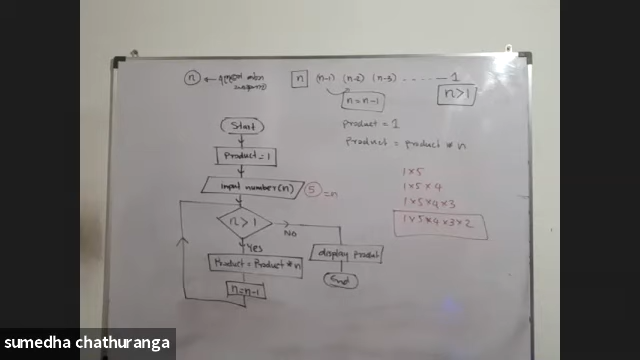 n
n (n-1) (n-2) (n-3) ------ 1
n = n-1
n>1
product = 1
product = product * n
Start
product = 1
input number(n)
5 = n
n > 1
No
Yes
display product
End
product = product * n
n = n-1
1 × 5
1 × 5 × 4
1 × 5 × 4 × 3
1 × 5 × 4 × 3 × 2
sumedha chathuranga